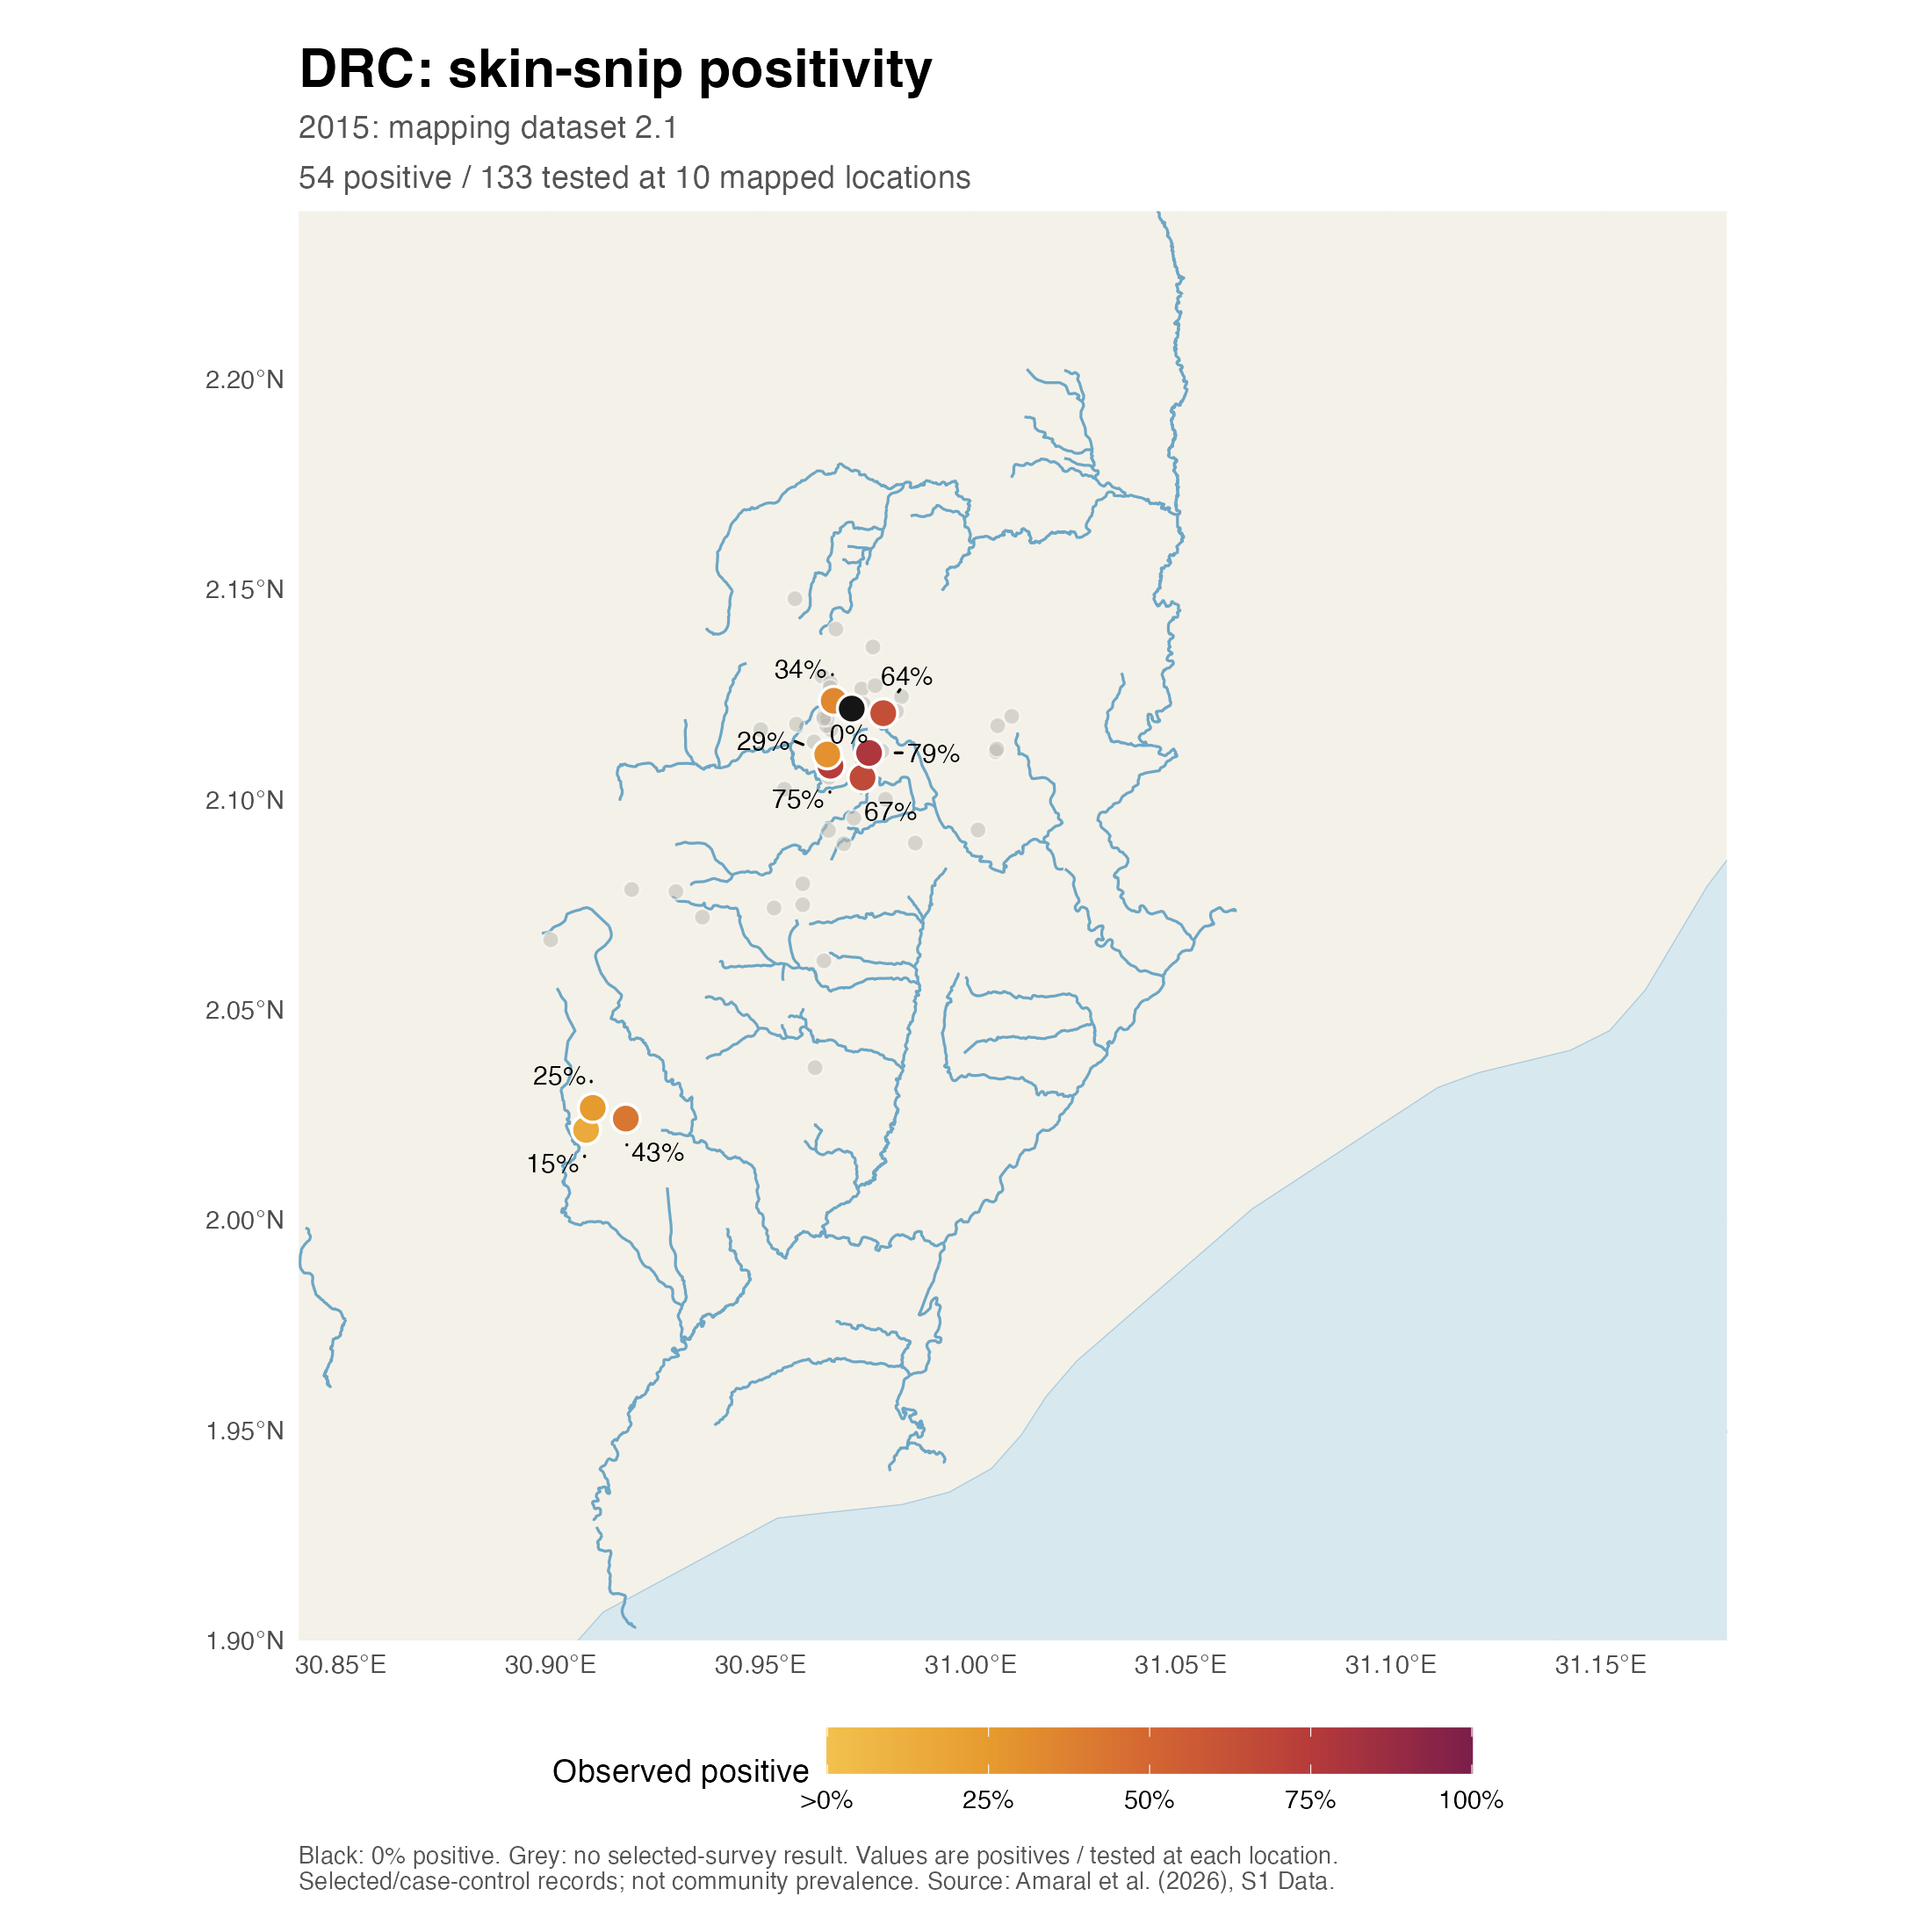 DRC: skin-snip positivity
2015: mapping dataset 2.1
54 positive / 133 tested at 10 mapped locations
2.20°N
2.15°N
34%
64%
0%
29%
79%
2.10°N
75%
67%
2.05°N
25%
43%
15%
2.00°N
1.95°N
1.90°N
30.85°E 30.90°E 30.95°E 31.00°E 31.05°E 31.10°E 31.15°E
Observed positive
>0% 25% 50% 75% 100%
Black: 0% positive. Grey: no selected-survey result. Values are positives / tested at each location.
Selected/case-control records; not community prevalence. Source: Amaral et al. (2026), S1 Data.